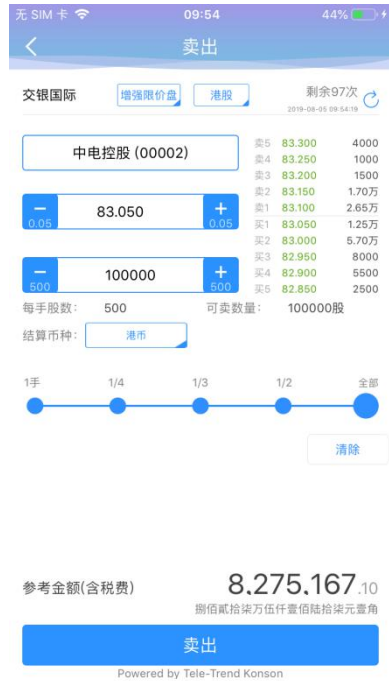 无 SIM 卡 09:54 44%
卖出
交银国际 增强限价盘 港股 剩余97次
2019-08-05 09:54:19
中电控股 (00002)
卖5 83.300 4000
卖4 83.250 1000
卖3 83.200 1500
卖2 83.150 1.70万
卖1 83.100 2.65万
买1 83.050 1.25万
买2 83.000 5.70万
买3 82.950 8000
买4 82.900 5500
买5 82.850 2500
− 83.050 +
0.05 0.05
− 100000 +
500 500
每手股数: 500 可卖数量: 100000股
结算币种: 港币
1手 1/4 1/3 1/2 全部
清除
参考金额(含税费) 8,275,167.10
捌佰贰拾柒万伍仟壹佰陆拾柒元壹角
卖出
Powered by Tele-Trend Konson